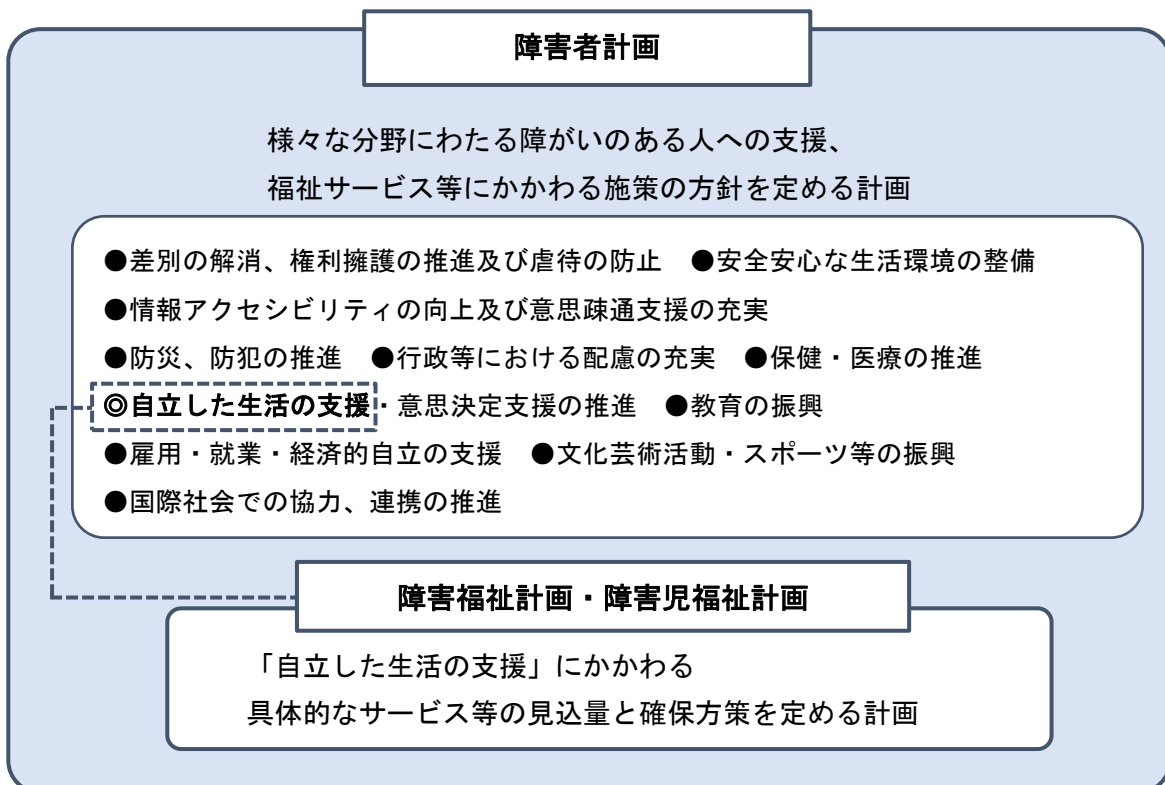 障害者計画
様々な分野にわたる障がいのある人への支援、
福祉サービス等にかかわる施策の方針を定める計画
●差別の解消、権利擁護の推進及び虐待の防止　●安全安心な生活環境の整備
●情報アクセシビリティの向上及び意思疎通支援の充実
●防災、防犯の推進　●行政等における配慮の充実　●保健・医療の推進
◎自立した生活の支援・意思決定支援の推進　●教育の振興
●雇用・就業・経済的自立の支援　●文化芸術活動・スポーツ等の振興
●国際社会での協力、連携の推進
障害福祉計画・障害児福祉計画
「自立した生活の支援」にかかわる
具体的なサービス等の見込量と確保方策を定める計画